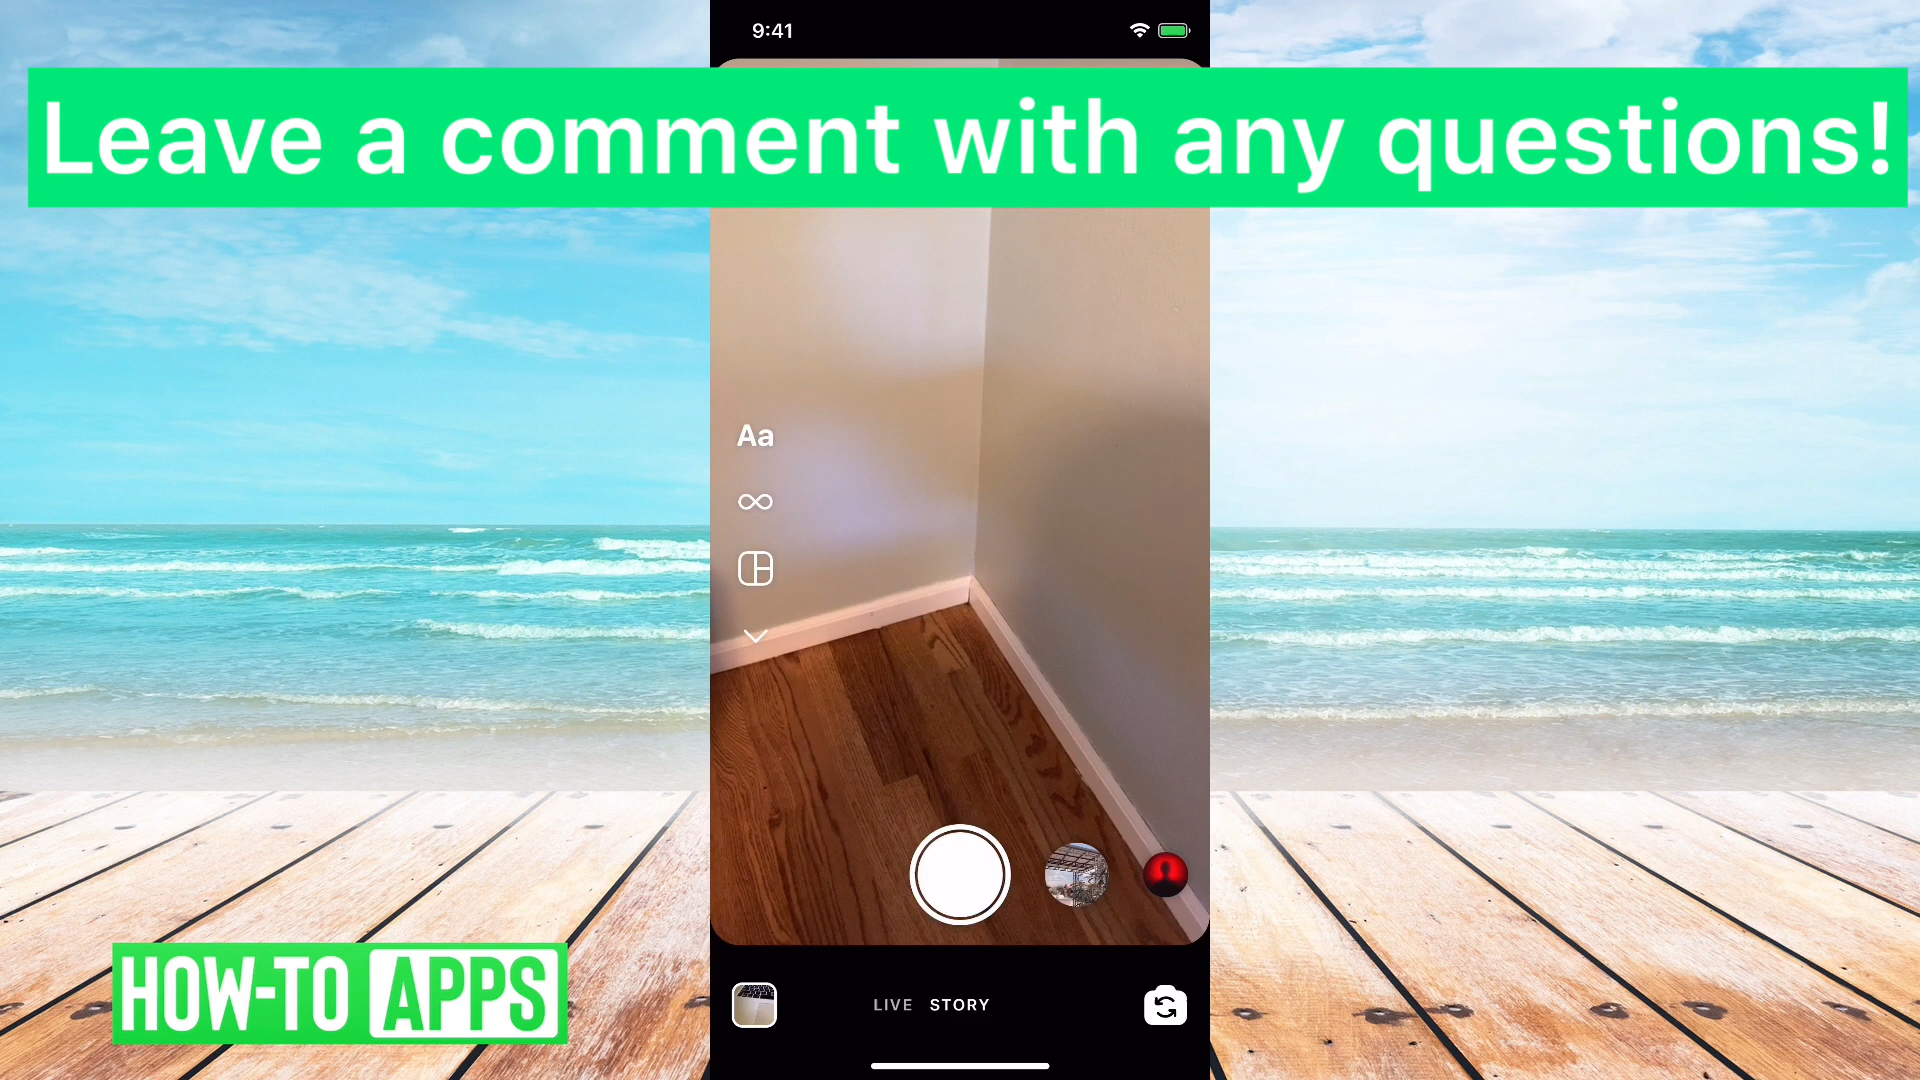 9:41
Leave a comment with any questions!
Aa
LIVE STORY
HOW-TO APPS